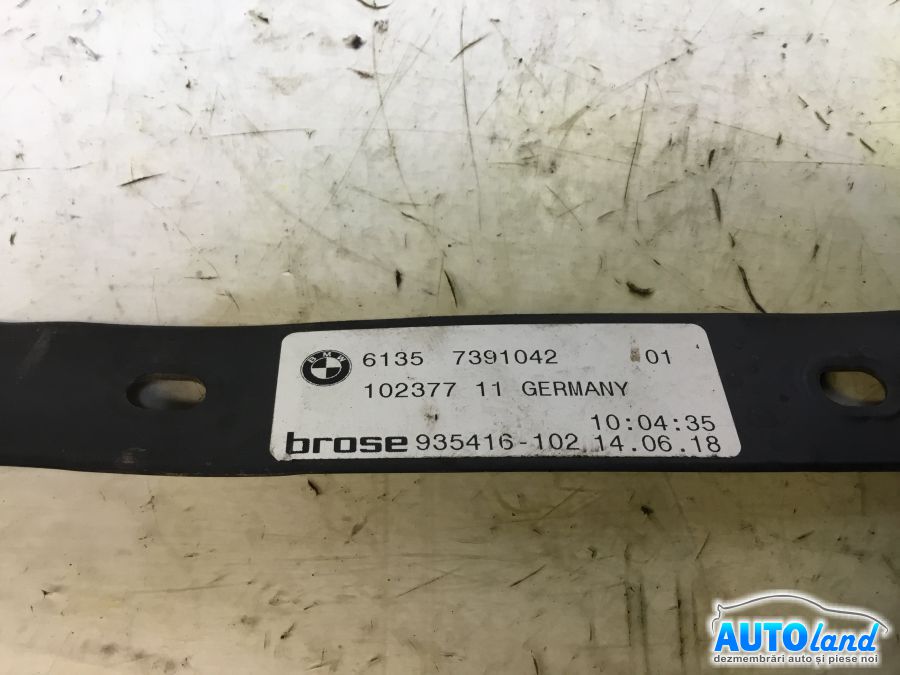 BMW
6135 7391042 01
102377 11 GERMANY
10:04:35
brose 935416-102 14.06.18
AUTOland
dezmembrări auto și piese noi